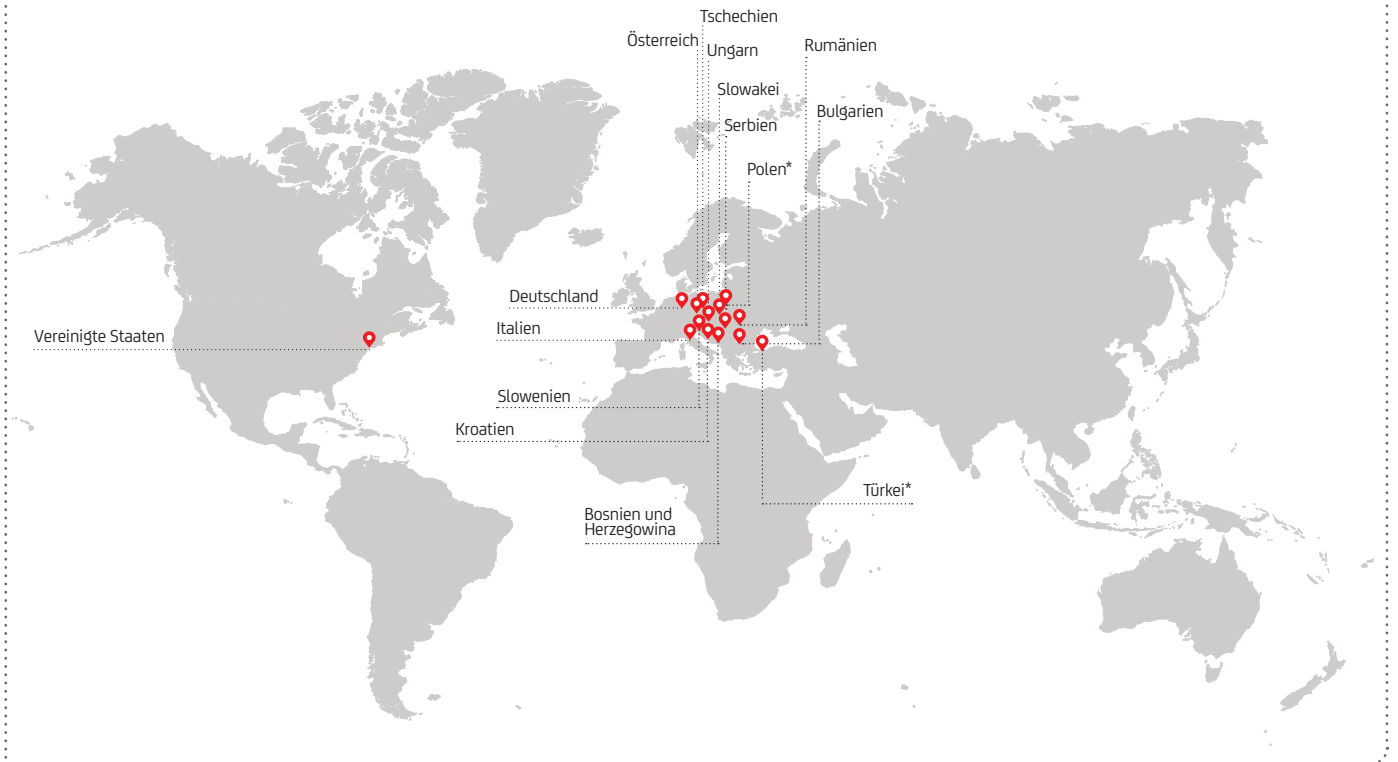 Tschechien
Österreich
Ungarn
Rumänien
Slowakei
Bulgarien
Serbien
Polen*
Deutschland
Italien
Vereinigte Staaten
Slowenien
Kroatien
Türkei*
Bosnien und
Herzegowina